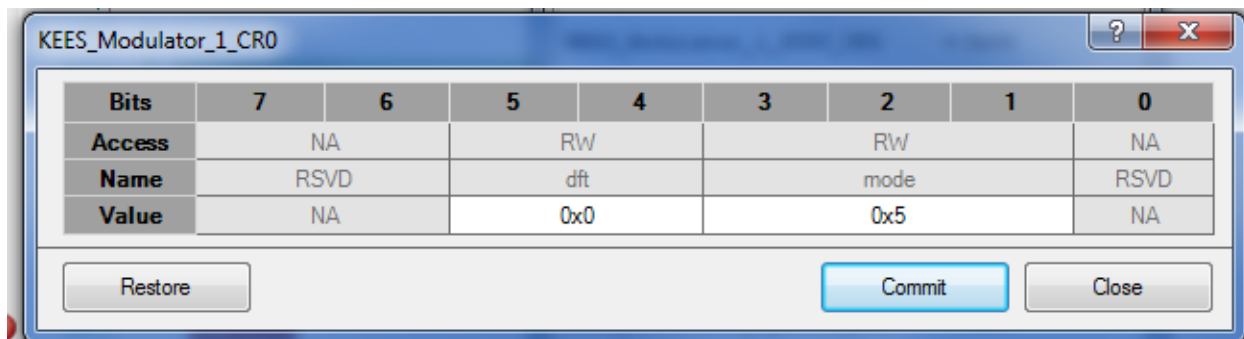 KEES_Modulator_1_CR0
?
X
Bits 7 6 5 4 3 2 1 0
Access NA RW RW NA
Name RSVD dft mode RSVD
Value NA 0x0 0x5 NA
Restore Commit Close